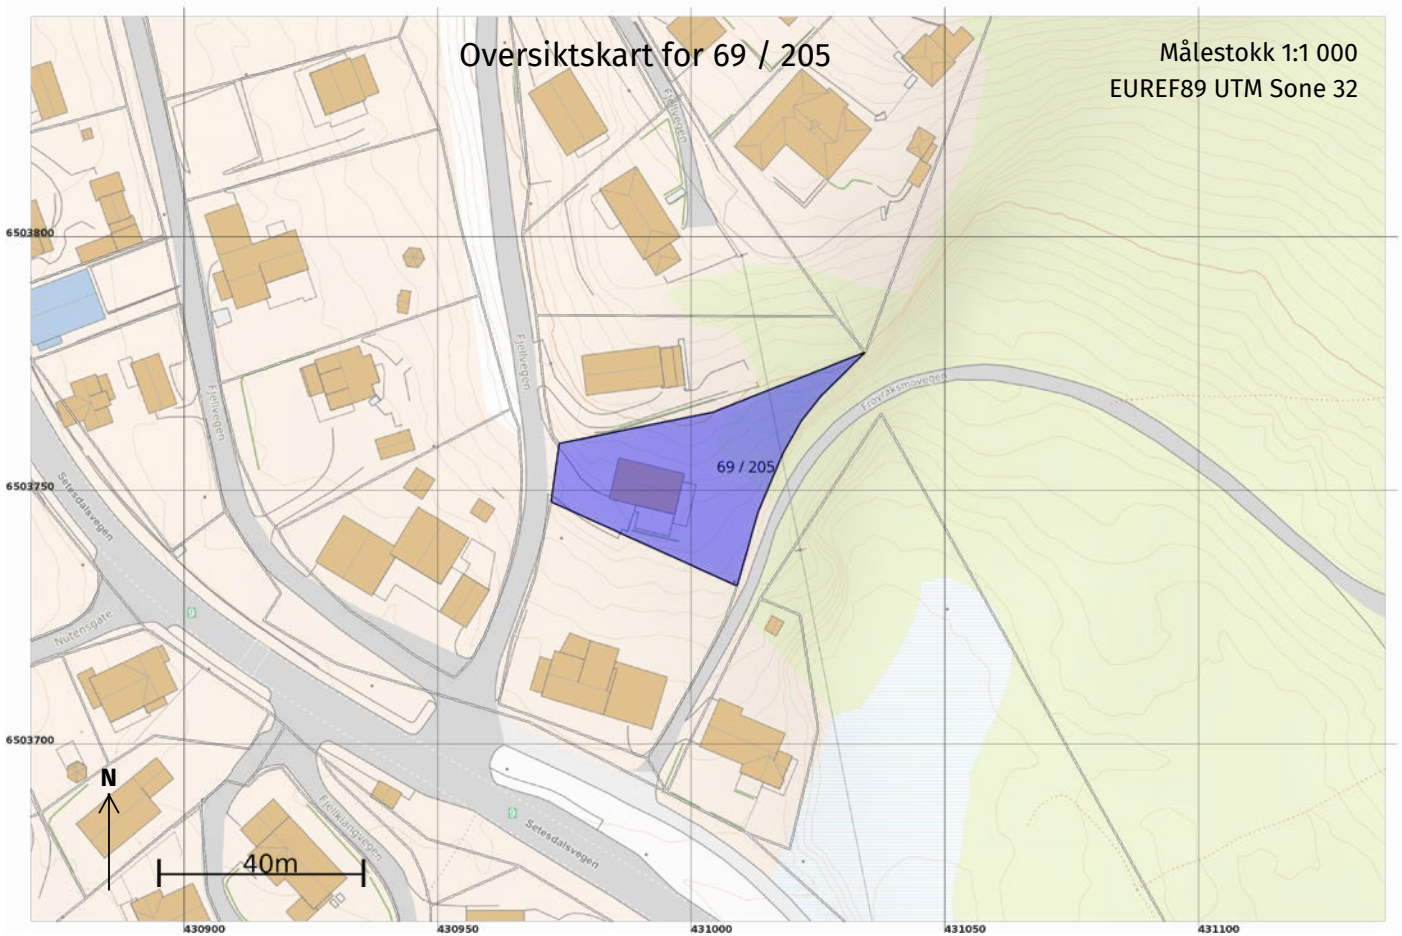 Oversiktskart for 69 / 205
Målestokk 1:1 000
EUREF89 UTM Sone 32
Fjellvegen
6503800
Fjellvegen
Fjellvegen
Frøyraksmovegen
69 / 205
6503750
Setesdalsvegen
9
Nutensgate
6503700
N
Fjellklangvegen
9
Setesdalsvegen
40m
430900
430950
431000
431050
431100